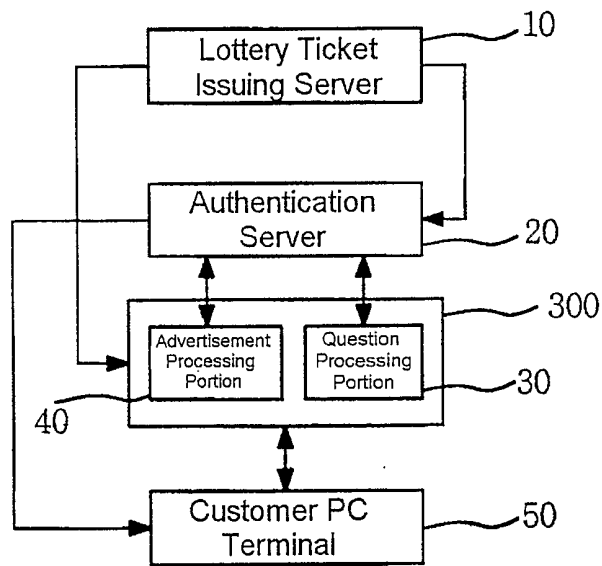 10
Lottery Ticket
Issuing Server
Authentication
Server
20
300
Advertisement
Processing
Portion
Question
Processing
Portion
40
30
Customer PC
Terminal
50